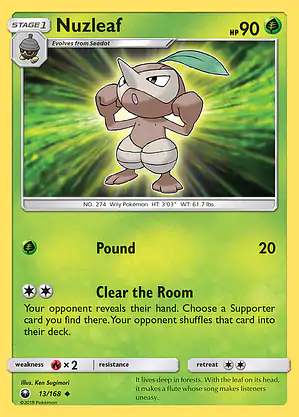 STAGE 1
Nuzleaf
HP 90
Evolves from Seedot
NO. 274 Wily Pokémon HT: 3'03" WT: 61.7 lbs.
Pound 20
Clear the Room
Your opponent reveals their hand. Choose a Supporter
card you find there. Your opponent shuffles that card into
their deck.
weakness × 2 resistance retreat
Illus. Ken Sugimori
13/168
©2018 Pokémon
It lives deep in forests. With the leaf on its head,
it makes a flute whose song makes listeners
uneasy.